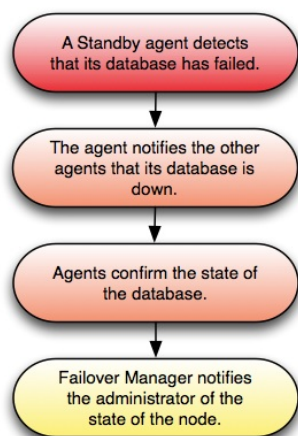 A Standby agent detects
that its database has failed.
The agent notifies the other
agents that its database is
down.
Agents confirm the state of
the database.
Failover Manager notifies
the administrator of the
state of the node.